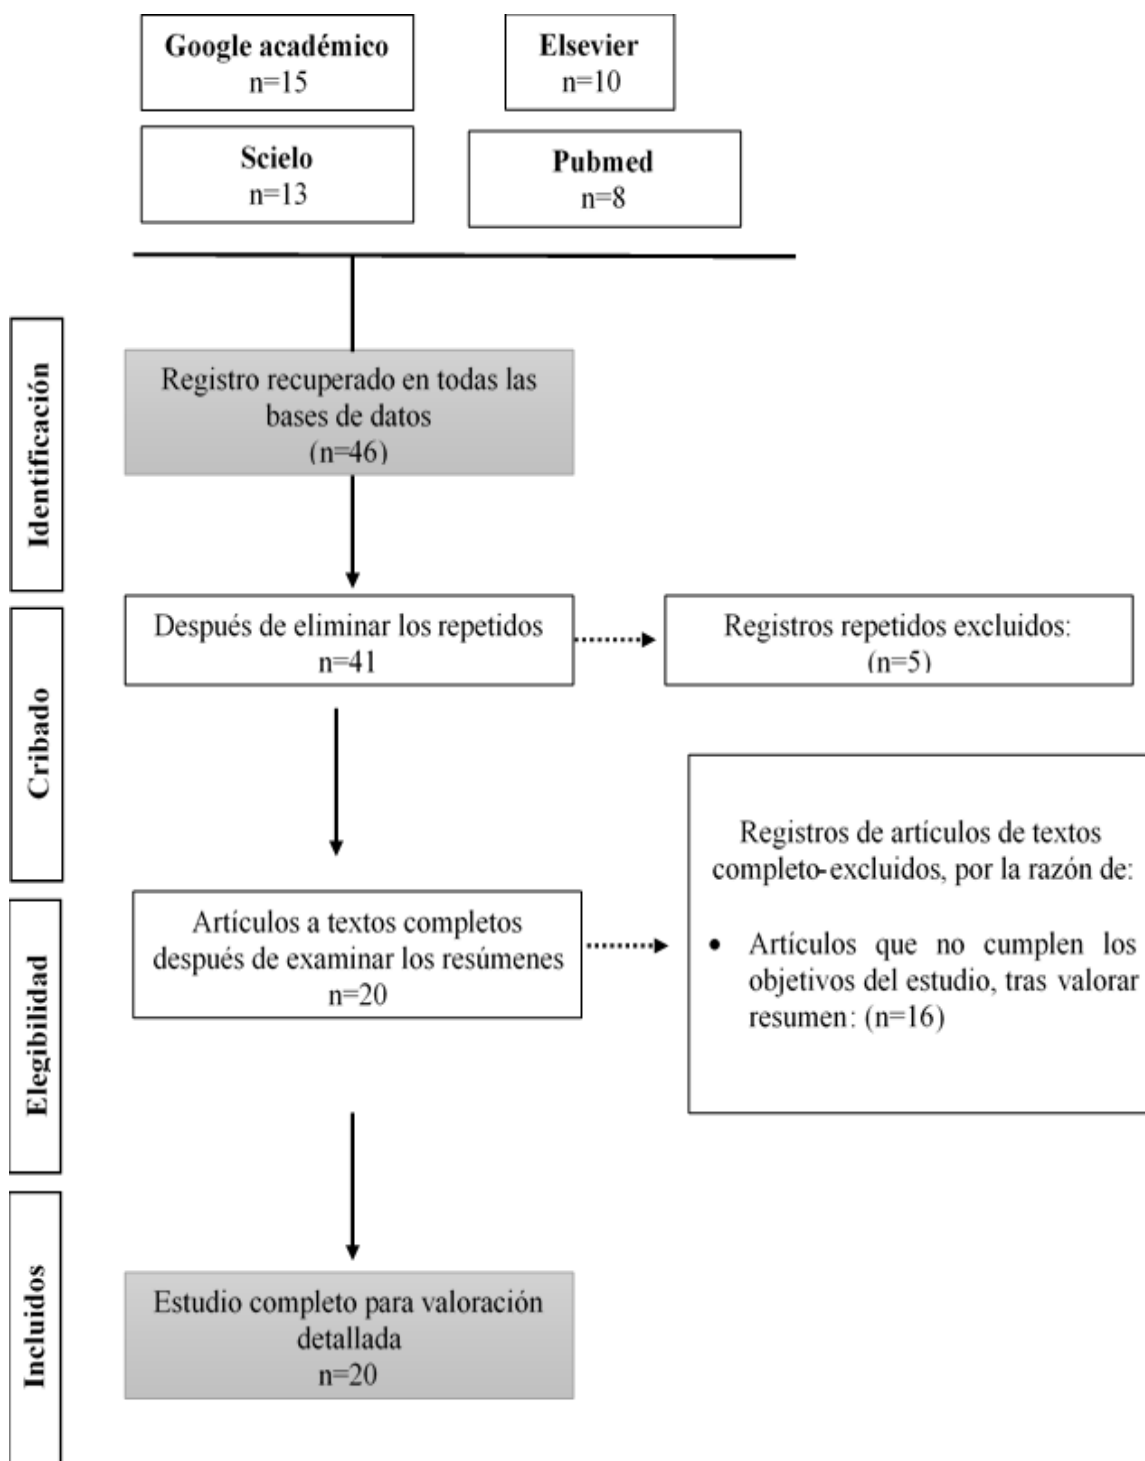 Google académico
n=15
Elsevier
n=10
Scielo
n=13
Pubmed
n=8
Identificación
Registro recuperado en todas las
bases de datos
(n=46)
Cribado
Después de eliminar los repetidos
n=41
Registros repetidos excluidos:
(n=5)
Elegibilidad
Artículos a textos completos
después de examinar los resúmenes
n=20
Registros de artículos de textos
completo-excluidos, por la razón de:
• Artículos que no cumplen los
objetivos del estudio, tras valorar
resumen: (n=16)
Incluidos
Estudio completo para valoración
detallada
n=20